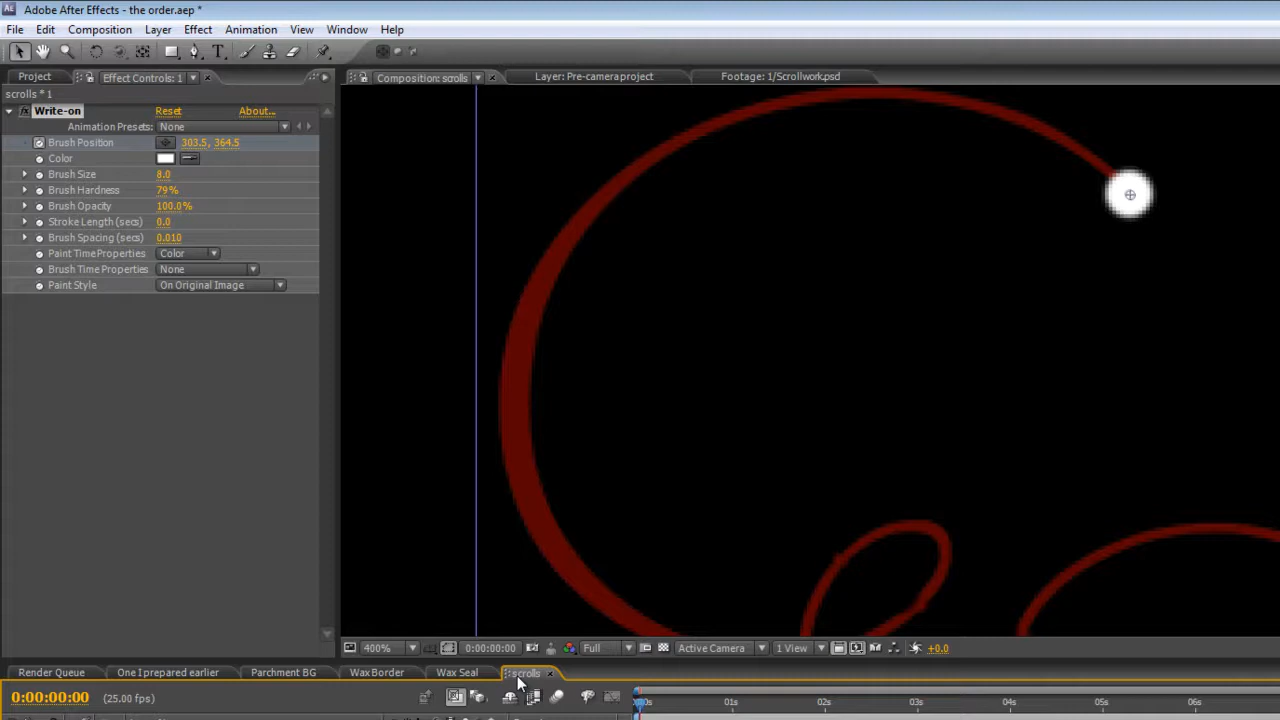 Adobe After Effects - the order.aep *
File Edit Composition Layer Effect Animation View Window Help
Project Effect Controls: 1 Composition: scrolls Layer: Pre-camera project Footage: 1/Scrollwork.psd
scrolls * 1
Write-on Reset About...
Animation Presets: None
Brush Position 303.5, 364.5
Color
Brush Size 8.0
Brush Hardness 79%
Brush Opacity 100.0%
Stroke Length (secs) 0.0
Brush Spacing (secs) 0.010
Paint Time Properties Color
Brush Time Properties None
Paint Style On Original Image
400% 0:00:00:00 Full Active Camera 1 View +0.0
Render Queue One I prepared earlier Parchment BG Wax Border Wax Seal scrolls
0:00:00:00 (25.00 fps)
01s 02s 03s 04s 05s 06s